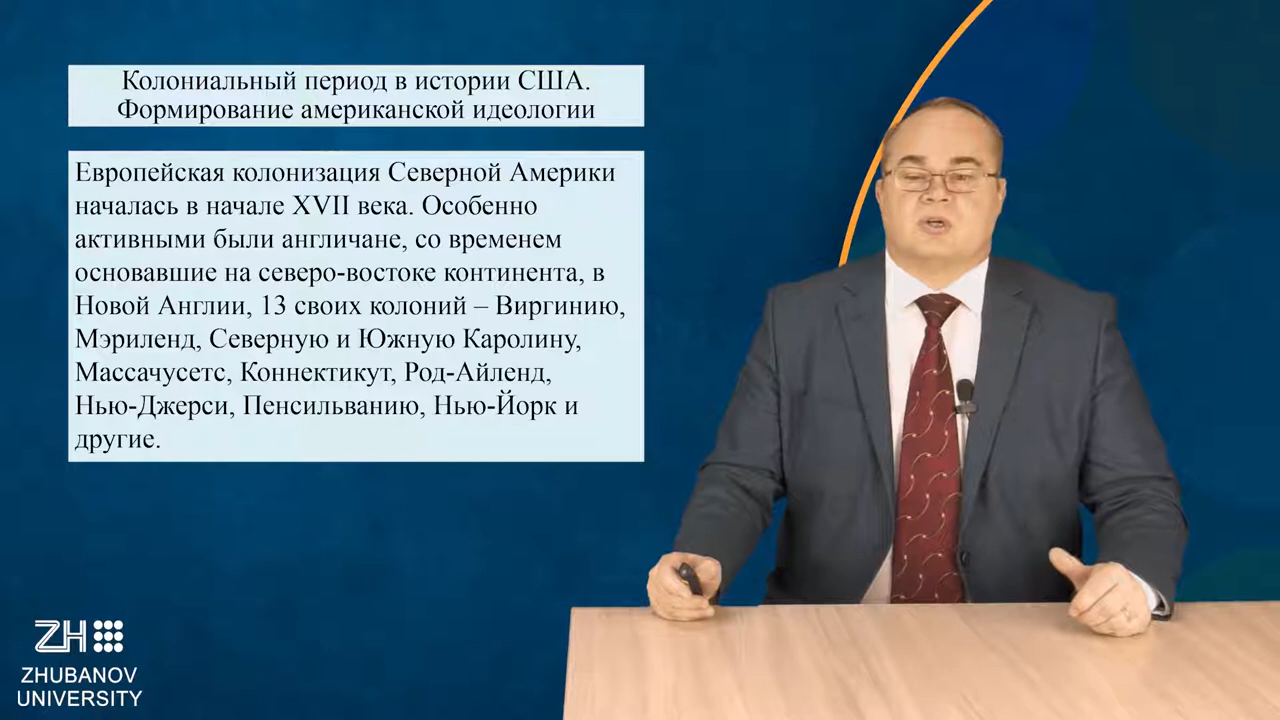 Колониальный период в истории США.
Формирование американской идеологии
Европейская колонизация Северной Америки
началась в начале XVII века. Особенно
активными были англичане, со временем
основавшие на северо-востоке континента, в
Новой Англии, 13 своих колоний – Виргинию,
Мэриленд, Северную и Южную Каролину,
Массачусетс, Коннектикут, Род-Айленд,
Нью-Джерси, Пенсильванию, Нью-Йорк и
другие.
ZH
ZHUBANOV
UNIVERSITY